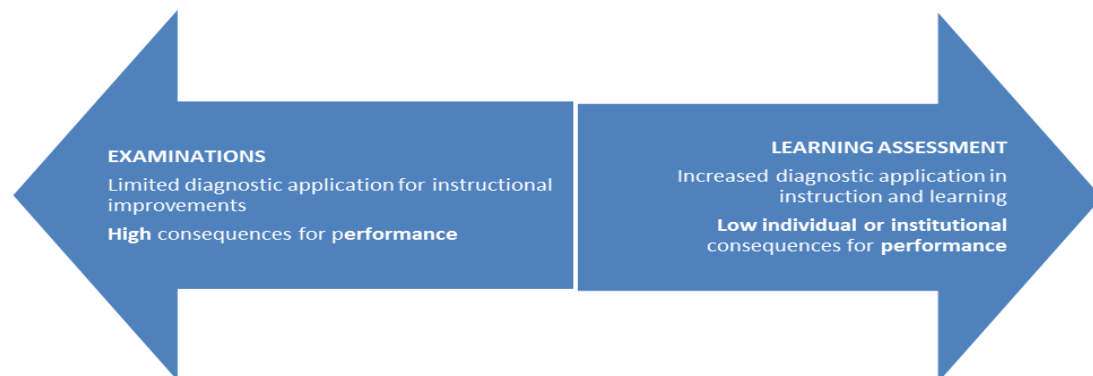 EXAMINATIONS
Limited diagnostic application for instructional
improvements
High consequences for performance
LEARNING ASSESSMENT
Increased diagnostic application in
instruction and learning
Low individual or institutional
consequences for performance